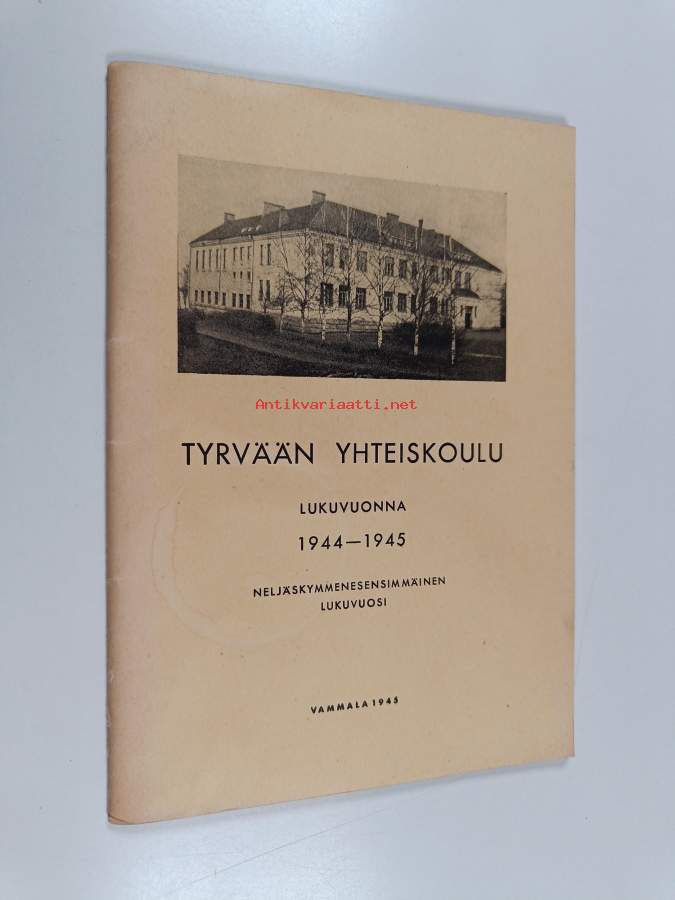 Antikvariaatti.net
TYRVÄÄN YHTEISKOULU
LUKUVUONNA
1944—1945
NELJÄSKYMMENESENSIMMÄINEN
LUKUVUOSI
VAMMALA 1945